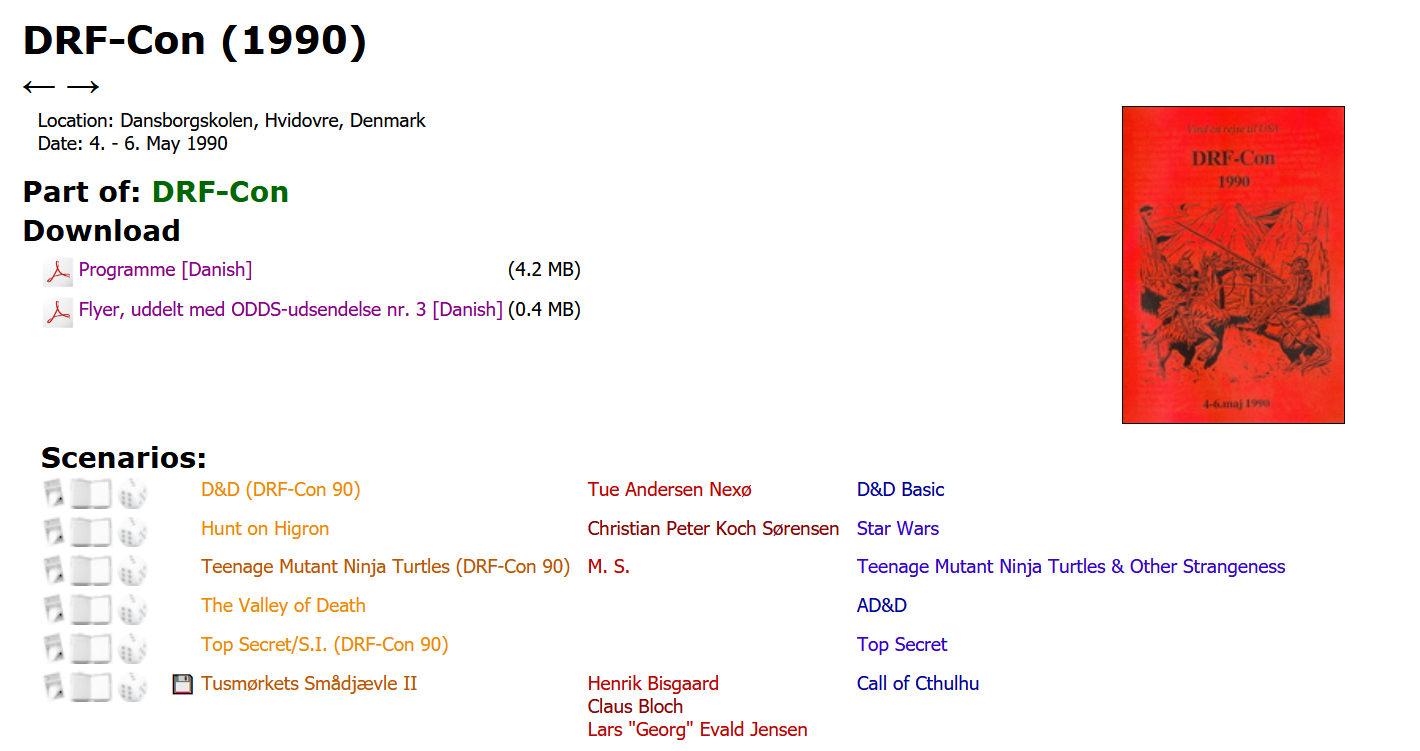 DRF-Con (1990)
← →
Location: Dansborgskolen, Hvidovre, Denmark
Date: 4. - 6. May 1990
Vind en rejse til USA
DRF-Con
1990
4-6.maj 1990
Part of: DRF-Con
Download
Programme [Danish] (4.2 MB)
Flyer, uddelt med ODDS-udsendelse nr. 3 [Danish] (0.4 MB)
Scenarios:
D&D (DRF-Con 90) Tue Andersen Nexø D&D Basic
Hunt on Higron Christian Peter Koch Sørensen Star Wars
Teenage Mutant Ninja Turtles (DRF-Con 90) M. S. Teenage Mutant Ninja Turtles & Other Strangeness
The Valley of Death AD&D
Top Secret/S.I. (DRF-Con 90) Top Secret
Tusmørkets Smådjævle II Henrik Bisgaard Call of Cthulhu
Claus Bloch
Lars "Georg" Evald Jensen